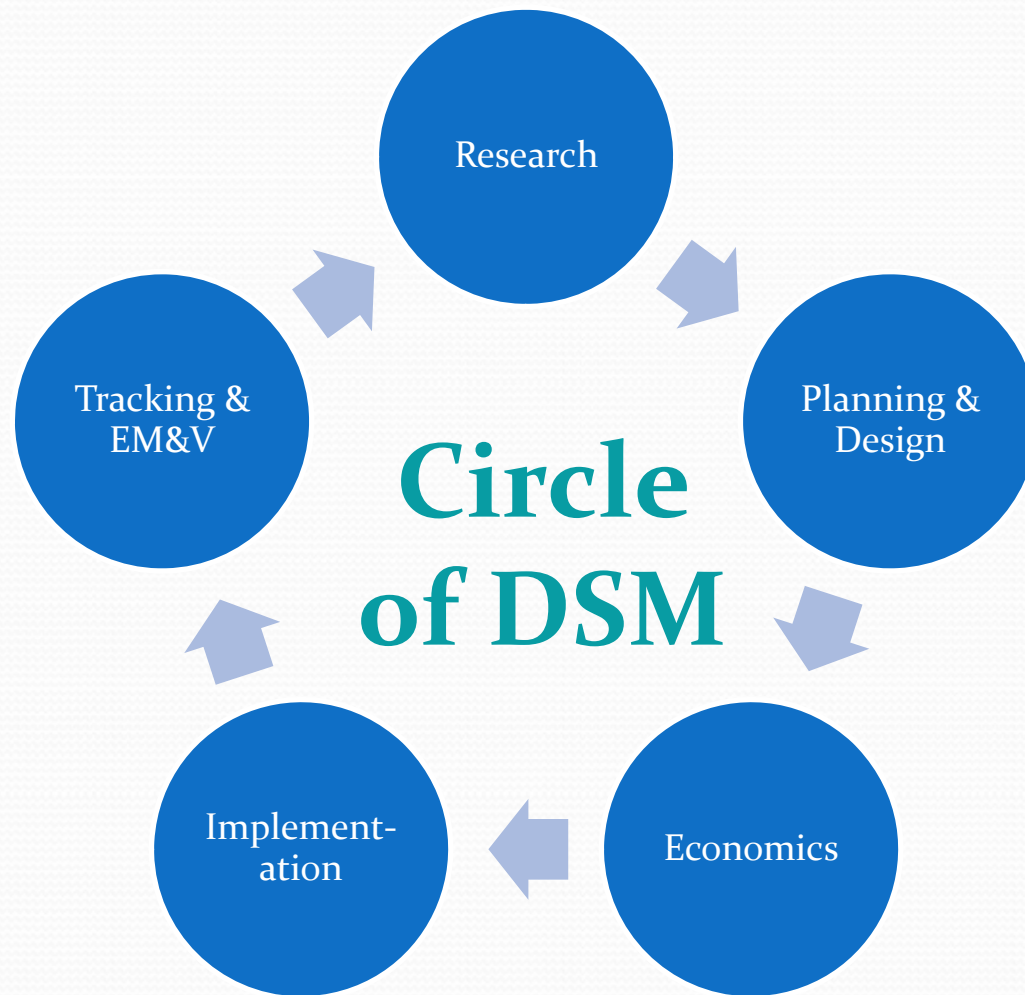 Research
Planning &
Design
Economics
Implement-
ation
Tracking &
EM&V
Circle
of DSM